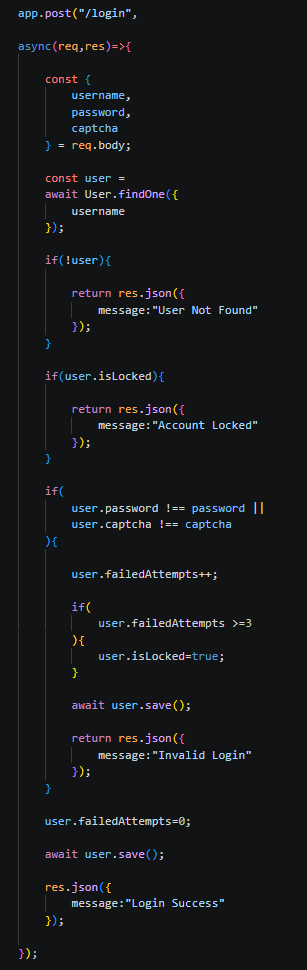 app.post("/login",
async(req,res)=>{
const {
username,
password,
captcha
} = req.body;
const user =
await User.findOne({
username
});
if(!user){
return res.json({
message:"User Not Found"
});
}
if(user.isLocked){
return res.json({
message:"Account Locked"
});
}
if(
user.password !== password ||
user.captcha !== captcha
){
user.failedAttempts++;
if(
user.failedAttempts >=3
){
user.isLocked=true;
}
await user.save();
return res.json({
message:"Invalid Login"
});
}
user.failedAttempts=0;
await user.save();
res.json({
message:"Login Success"
});
});